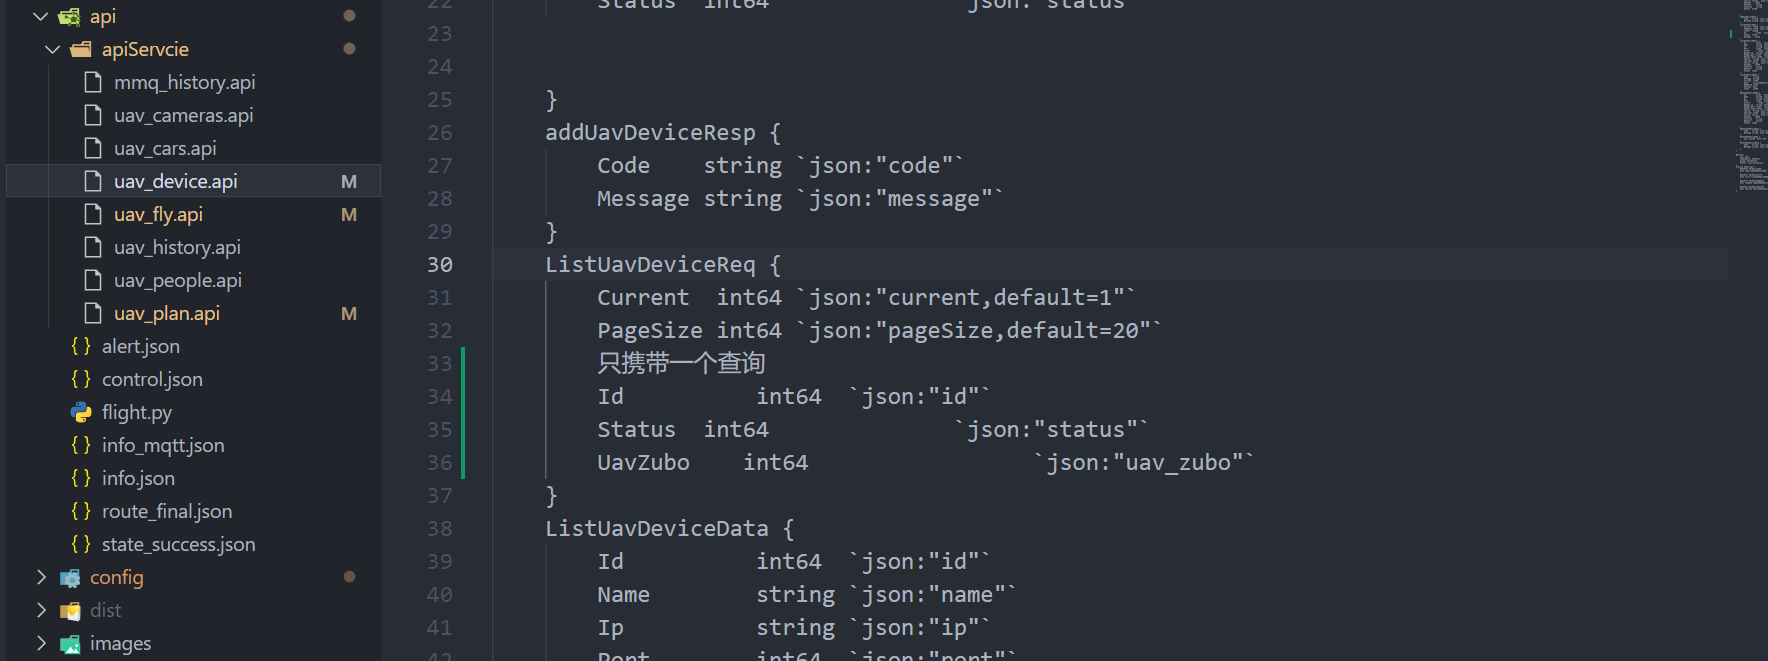 api
apiServcie
mmq_history.api
uav_cameras.api
uav_cars.api
uav_device.api M
uav_fly.api M
uav_history.api
uav_people.api
uav_plan.api M
{} alert.json
{} control.json
flight.py
{} info_mqtt.json
{} info.json
{} route_final.json
{} state_success.json
config
dist
images
22 Status int64 `json:"status"`
23
24
25 }
26 addUavDeviceResp {
27 Code string `json:"code"`
28 Message string `json:"message"`
29 }
30 ListUavDeviceReq {
31 Current int64 `json:"current,default=1"`
32 PageSize int64 `json:"pageSize,default=20"`
33 只携带一个查询
34 Id int64 `json:"id"`
35 Status int64 `json:"status"`
36 UavZubo int64 `json:"uav_zubo"`
37 }
38 ListUavDeviceData {
39 Id int64 `json:"id"`
40 Name string `json:"name"`
41 Ip string `json:"ip"`
42 Port int64 `json:"port"`